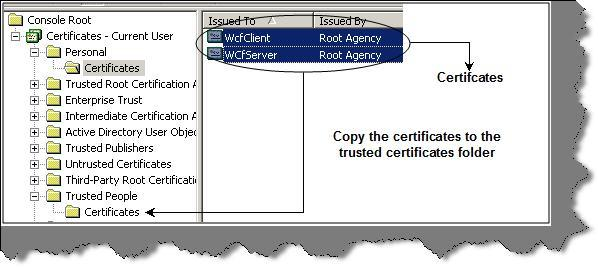 Console Root
Certificates - Current User
Personal
Certificates
Trusted Root Certification A
Enterprise Trust
Intermediate Certification A
Active Directory User Objec
Trusted Publishers
Untrusted Certificates
Third-Party Root Certification
Trusted People
Certificates
Issued To Issued By
WcfClient Root Agency
WCfServer Root Agency
Certifcates
Copy the certificates to the
trusted certificates folder